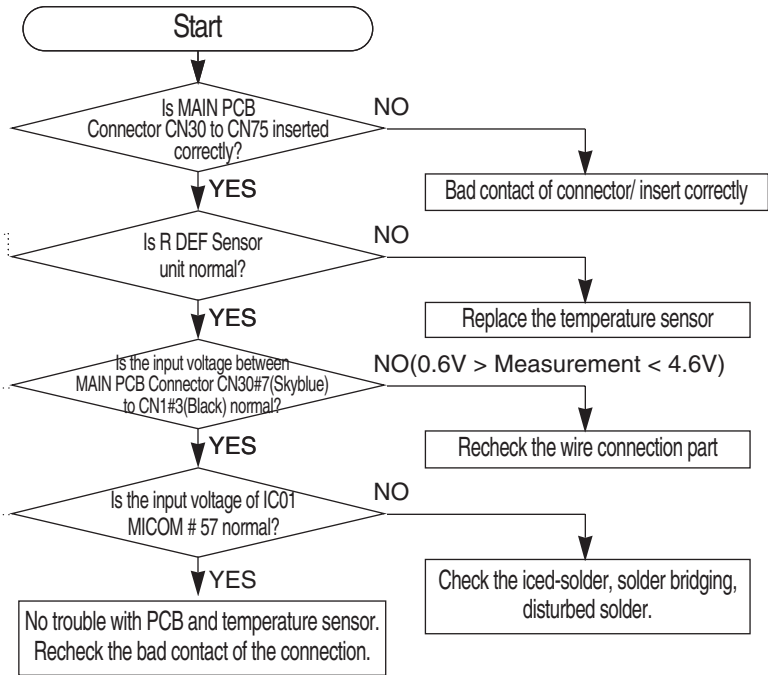 Start
Is MAIN PCB
Connector CN30 to CN75 inserted
correctly?
NO
Bad contact of connector/ insert correctly
YES
Is R DEF Sensor
unit normal?
NO
Replace the temperature sensor
YES
Is the input voltage between
MAIN PCB Connector CN30#7(Skyblue)
to CN1#3(Black) normal?
NO(0.6V > Measurement < 4.6V)
Recheck the wire connection part
YES
Is the input voltage of IC01
MICOM # 57 normal?
NO
Check the iced-solder, solder bridging,
disturbed solder.
YES
No trouble with PCB and temperature sensor.
Recheck the bad contact of the connection.